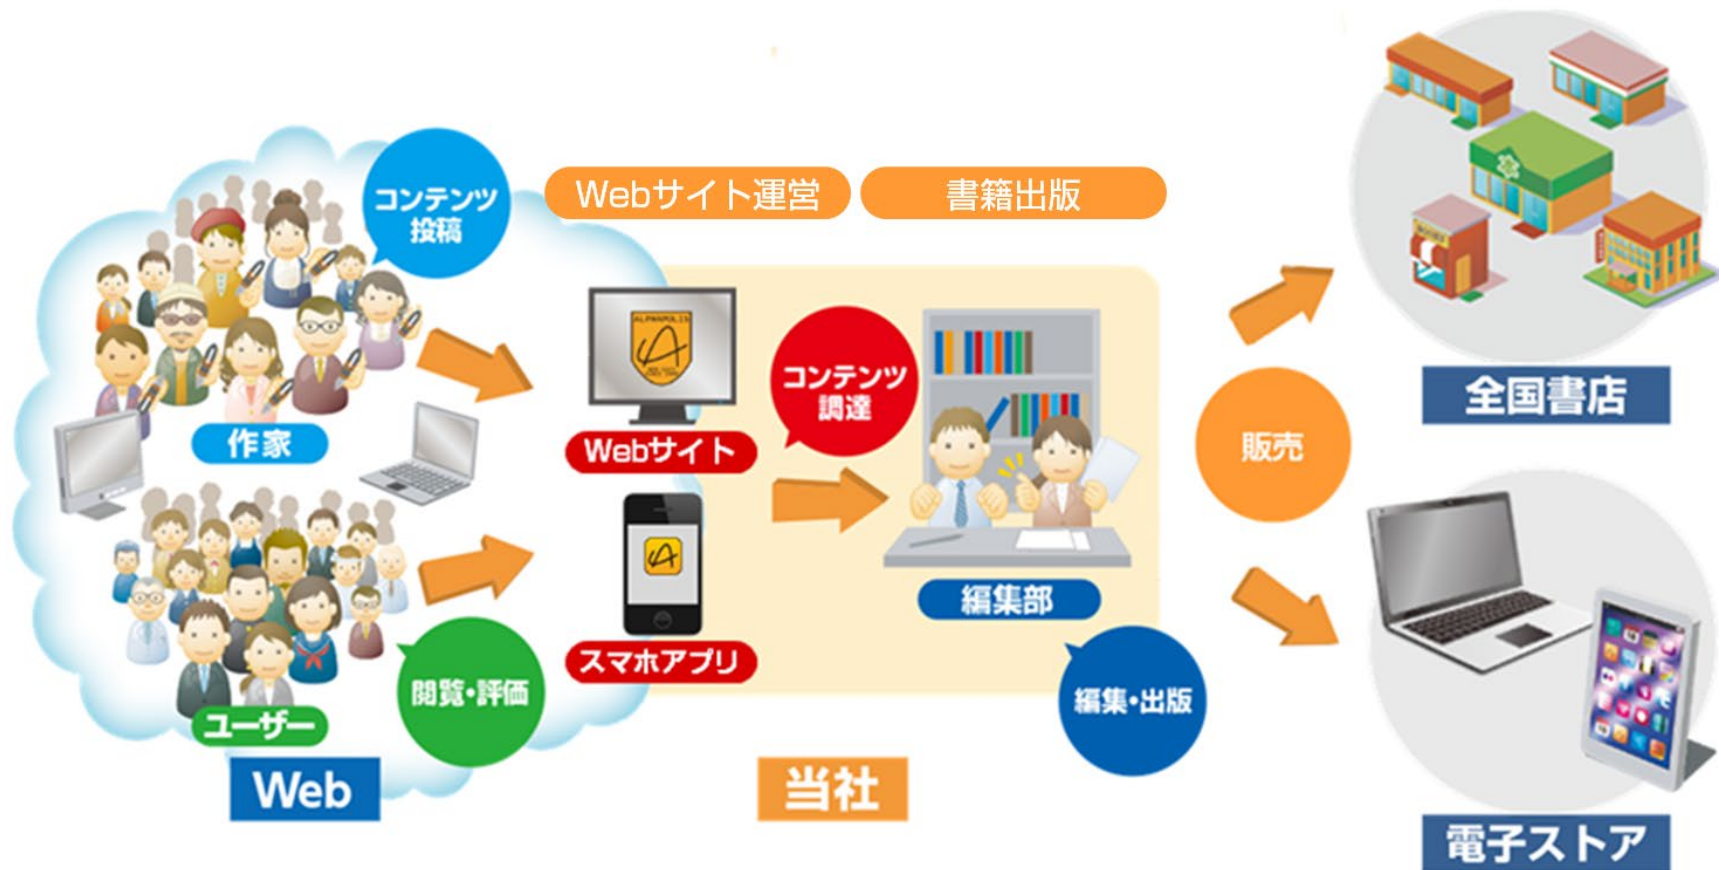 コンテンツ
投稿
作家
閲覧・評価
ユーザー
Web
Webサイト運営
書籍出版
ALPHAPOLIS
Webサイト
スマホアプリ
コンテンツ
調達
編集部
編集・出版
当社
販売
全国書店
電子ストア